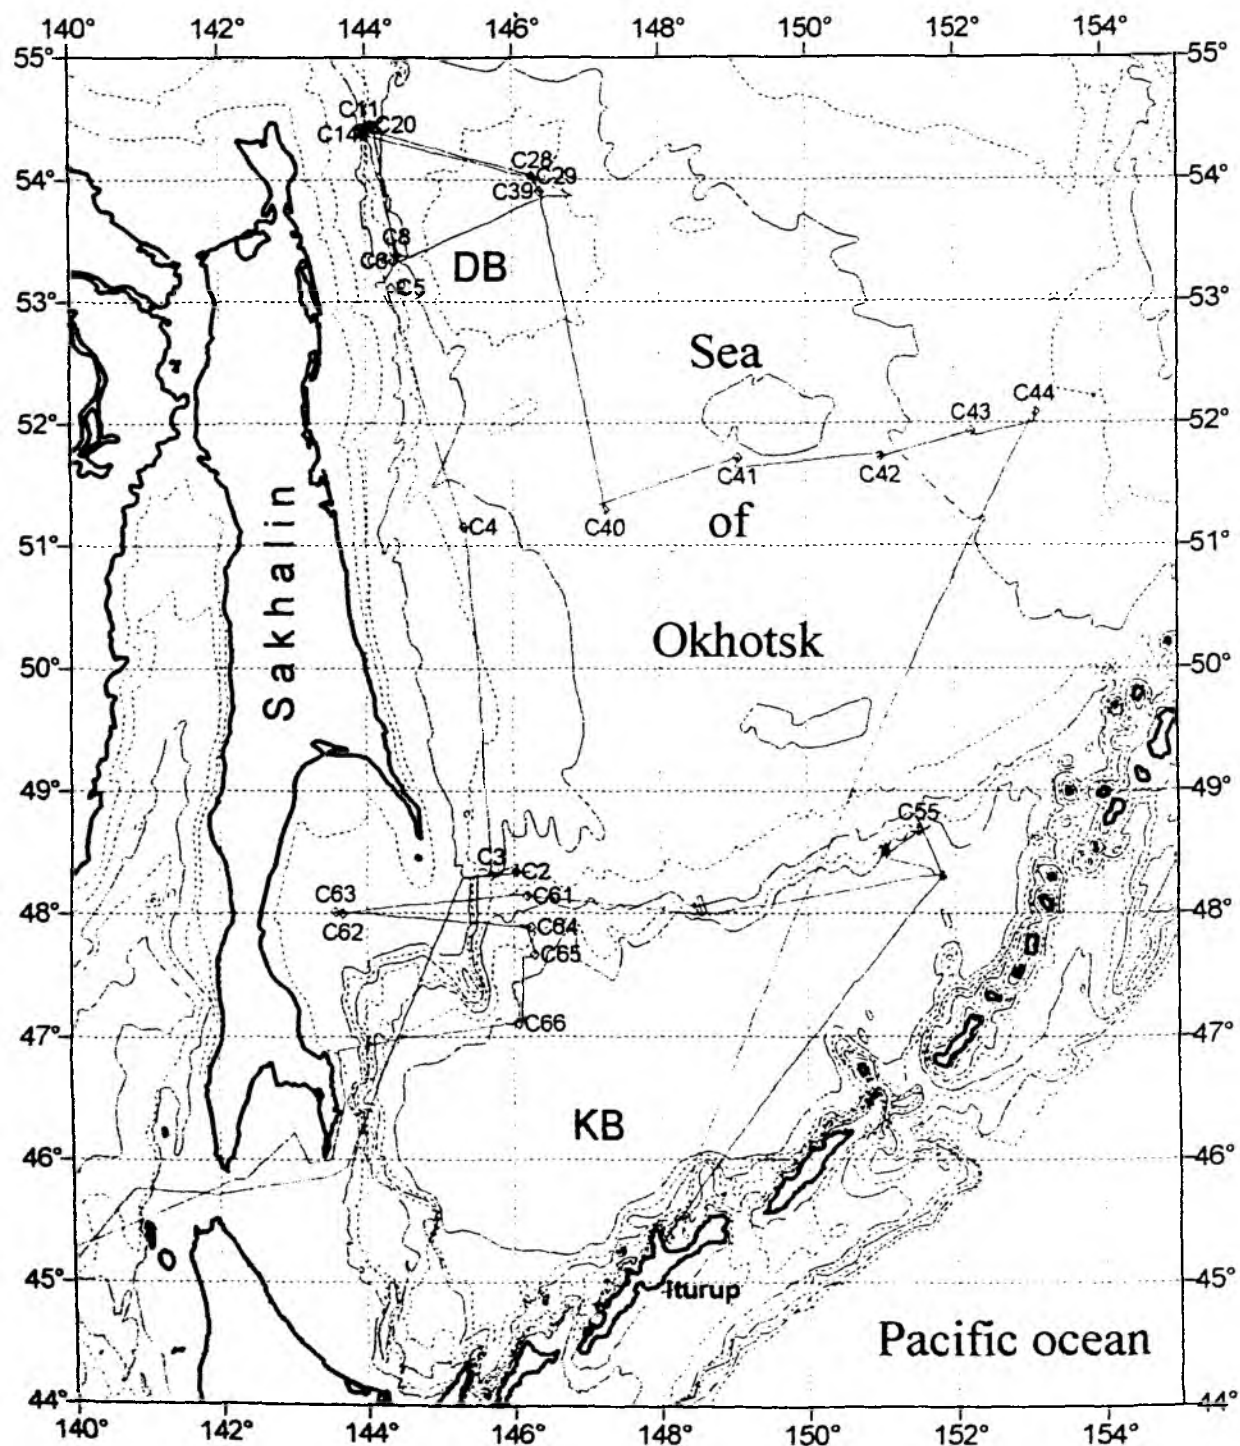 140° 142° 144° 146° 148° 150° 152° 154°
55° 55°
C11
C14 C20
C28
C29
54° 54°
C39
C8
C6
DB
C5
53° 53°
Sea
C44
C43
52° 52°
C41 C42
C40 C4
of
51° 51°
Sakhalin
Okhotsk
50° 50°
49° 49°
C55
C3 C2
C63 C61
48° 48°
C62 C64
C65
C66
47° 47°
KB
46° 46°
45° 45°
Iturup
Pacific ocean
44° 44°
140° 142° 144° 146° 148° 150° 152° 154°